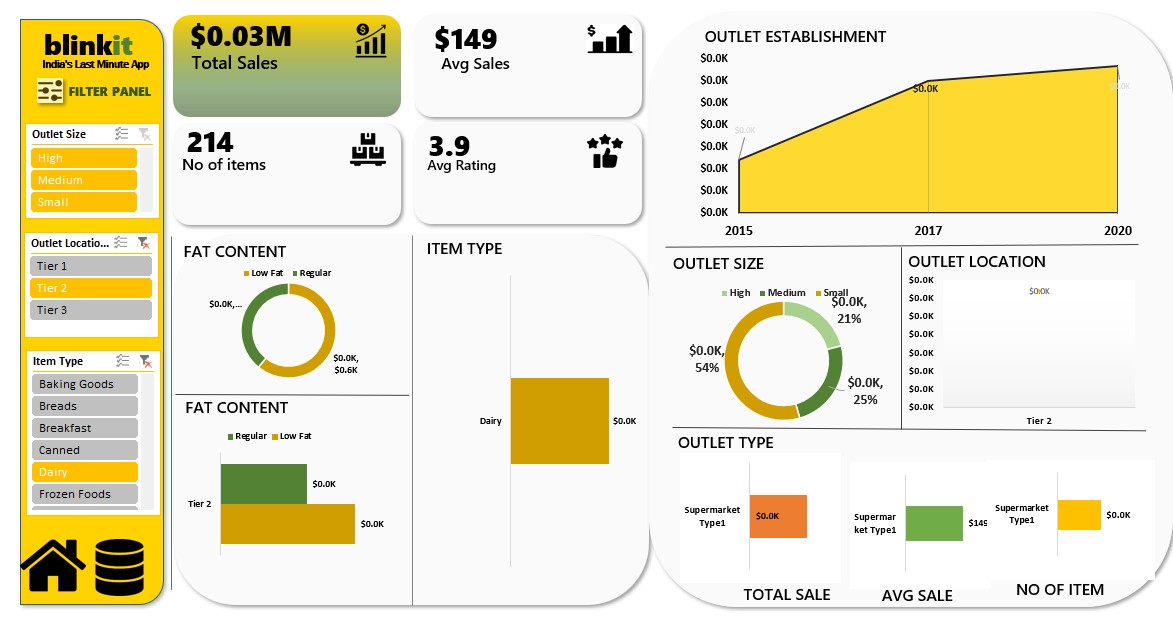 blinkit
India's Last Minute App
FILTER PANEL
Outlet Size
High
Medium
Small
Outlet Locatio...
Tier 1
Tier 2
Tier 3
Item Type
Baking Goods
Breads
Breakfast
Canned
Dairy
Frozen Foods
$0.03M
Total Sales
$149
Avg Sales
214
No of items
3.9
Avg Rating
FAT CONTENT
Low Fat
Regular
$0.0K,...
$0.0K,
$0.6K
FAT CONTENT
Regular
Low Fat
Tier 2
$0.0K
$0.0K
ITEM TYPE
Dairy
$0.0K
OUTLET ESTABLISHMENT
$0.0K
$0.0K
$0.0K
$0.0K
$0.0K
$0.0K
$0.0K
$0.0K
$0.0K
$0.0K
$0.0K
2015
2017
2020
OUTLET SIZE
High
Medium
Small
$0.0K,
21%
$0.0K,
54%
$0.0K,
25%
OUTLET LOCATION
$0.0K
$0.0K
$0.0K
$0.0K
$0.0K
$0.0K
$0.0K
$0.0K
$0.0K
Tier 2
OUTLET TYPE
Supermarket
Type1
$0.0K
TOTAL SALE
Supermar
ket Type1
$149
AVG SALE
Supermarket
Type1
$0.0K
NO OF ITEM